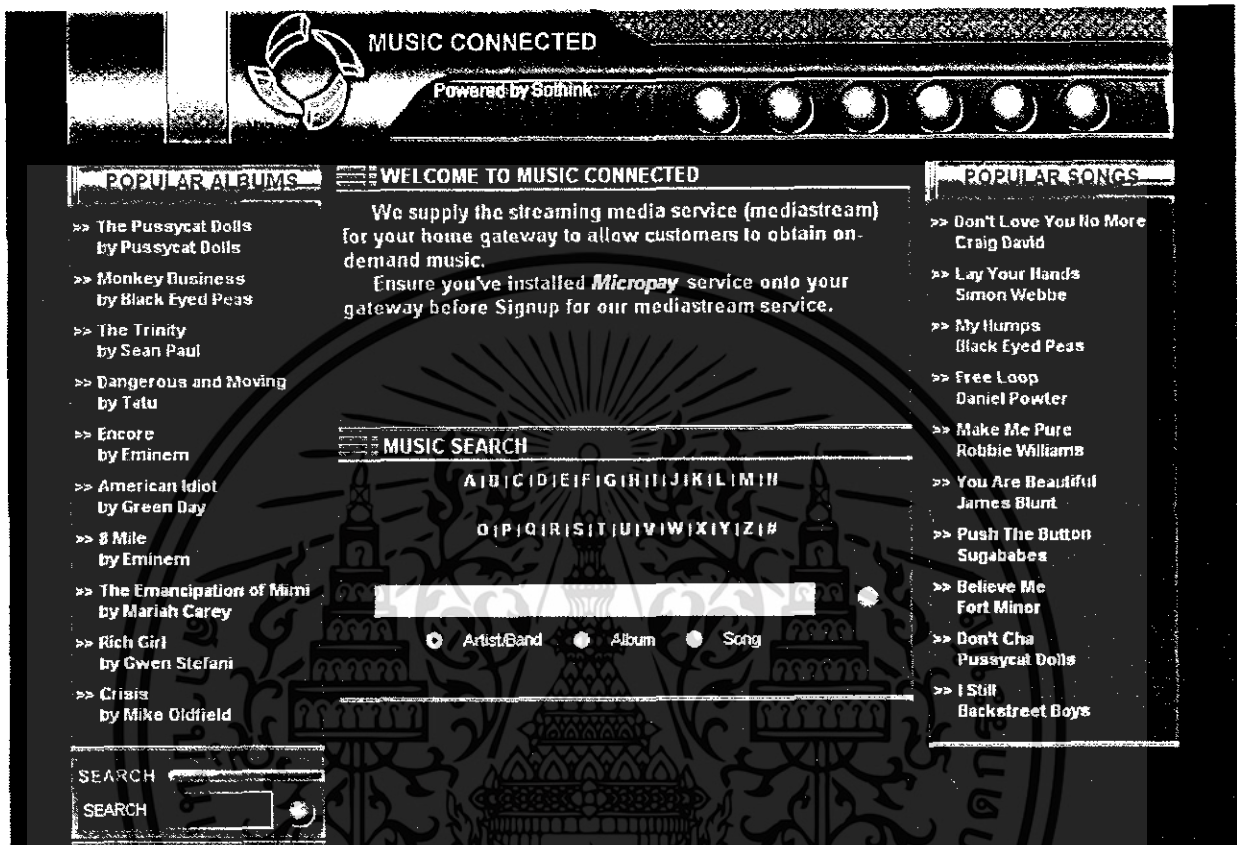 MUSIC CONNECTED
Powered by Sothink
POPULAR ALBUMS
>> The Pussycat Dolls
by Pussycat Dolls
>> Monkey Business
by Black Eyed Peas
>> The Trinity
by Sean Paul
>> Dangerous and Moving
by Tatu
>> Encore
by Eminem
>> American Idiot
by Green Day
>> 8 Mile
by Eminem
>> The Emancipation of Mimi
by Mariah Carey
>> Rich Girl
by Gwen Stefani
>> Crisis
by Mike Oldfield
SEARCH
SEARCH
WELCOME TO MUSIC CONNECTED
We supply the streaming media service (mediastream)
for your home gateway to allow customers to obtain on-
demand music.
Ensure you've installed Micropay service onto your
gateway before Signup for our mediastream service.
MUSIC SEARCH
A|B|C|D|E|F|G|H|I|J|K|L|M|N
O|P|Q|R|S|T|U|V|W|X|Y|Z|#
Artist/Band Album Song
POPULAR SONGS
>> Don't Love You No More
Craig David
>> Lay Your Hands
Simon Webbe
>> My Humps
Black Eyed Peas
>> Free Loop
Daniel Powter
>> Make Me Pure
Robbie Williams
>> You Are Beautiful
James Blunt
>> Push The Button
Sugababes
>> Believe Me
Fort Minor
>> Don't Cha
Pussycat Dolls
>> I Still
Backstreet Boys